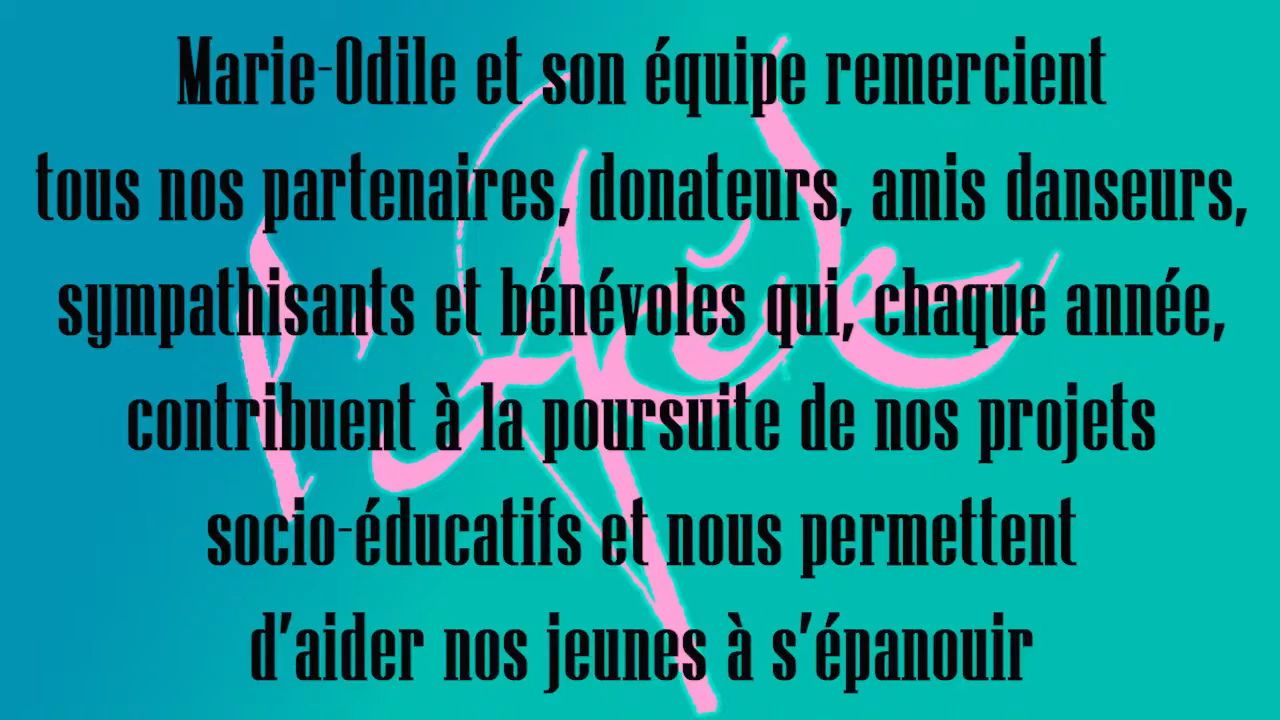 Marie-Odile et son équipe remercient
tous nos partenaires, donateurs, amis danseurs,
sympathisants et bénévoles qui, chaque année,
contribuent à la poursuite de nos projets
socio-éducatifs et nous permettent
d'aider nos jeunes à s'épanouir